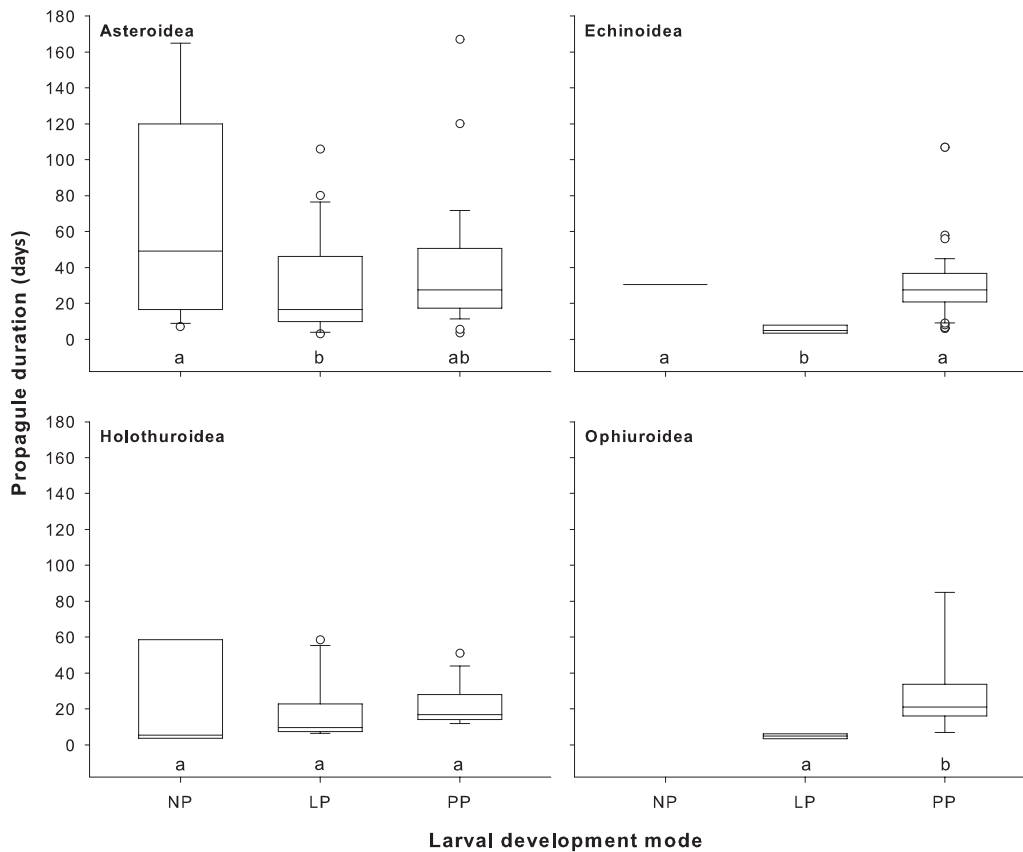 Propagule duration (days)
Asteroidea
180
160
140
120
100
80
60
40
20
0
a b ab
Echinoidea
a b a
Holothuroidea
180
160
140
120
100
80
60
40
20
0
a a a
NP LP PP
Ophiuroidea
a b
NP LP PP
Larval development mode